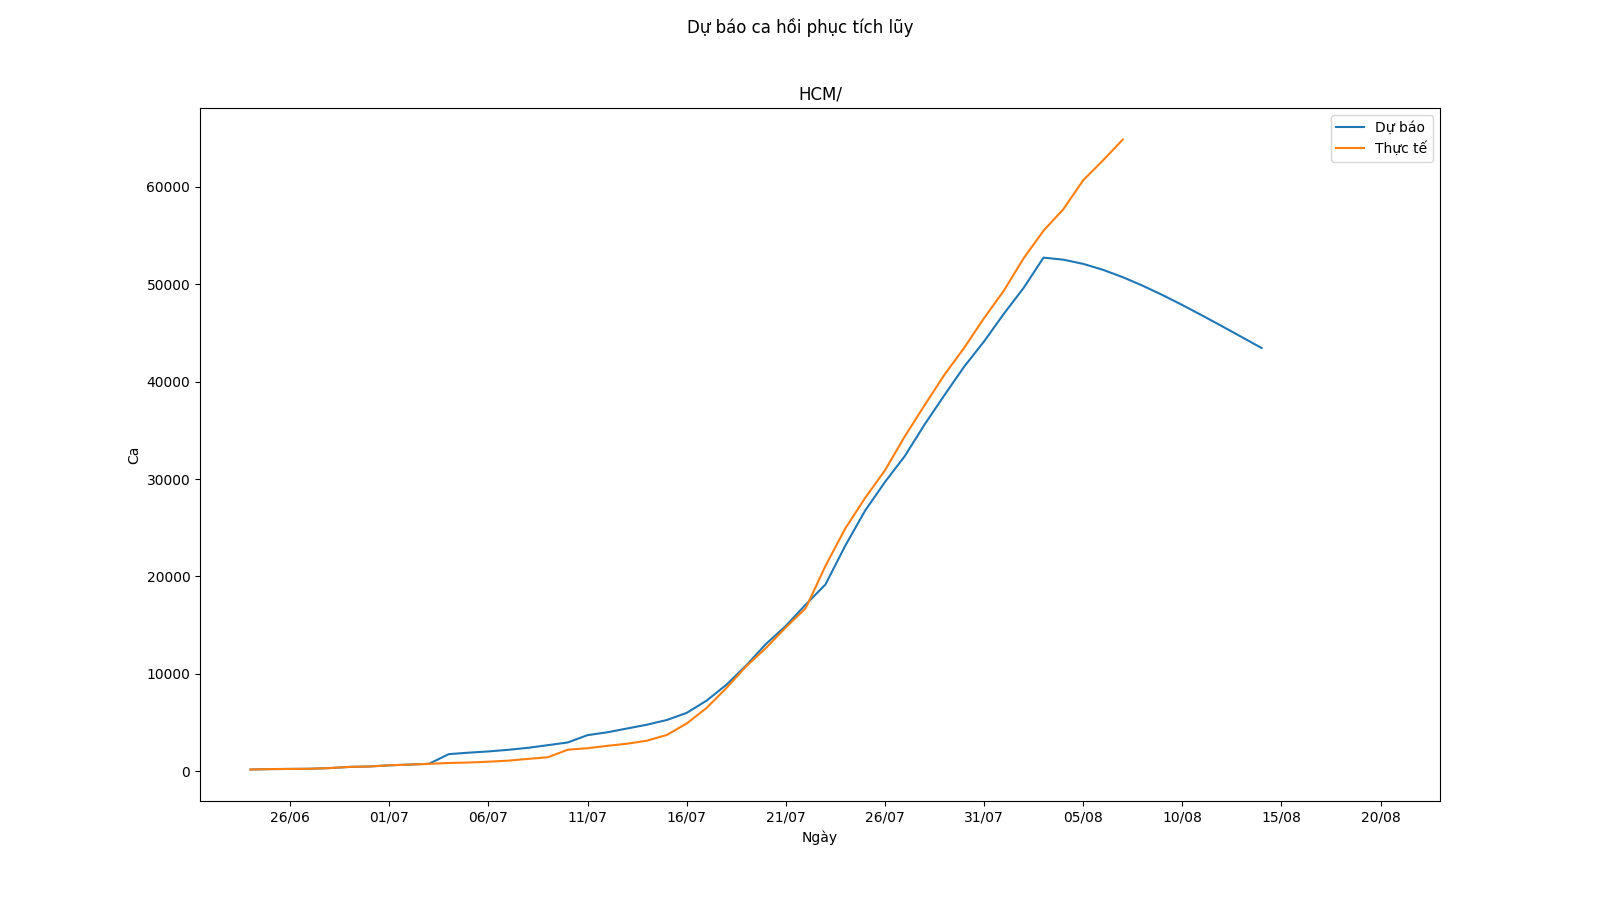 Dự báo ca hồi phục tích lũy
HCM/
Dự báo
Thực tế
60000
50000
40000
30000
20000
10000
0
Ca
26/06 01/07 06/07 11/07 16/07 21/07 26/07 31/07 05/08 10/08 15/08 20/08
Ngày